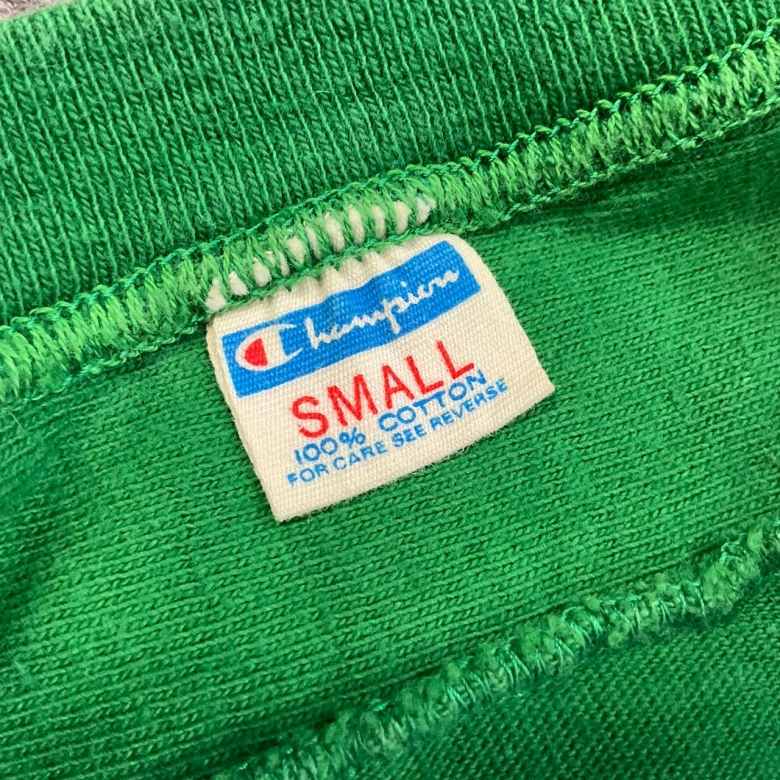 Champion
SMALL
100% COTTON
FOR CARE SEE REVERSE